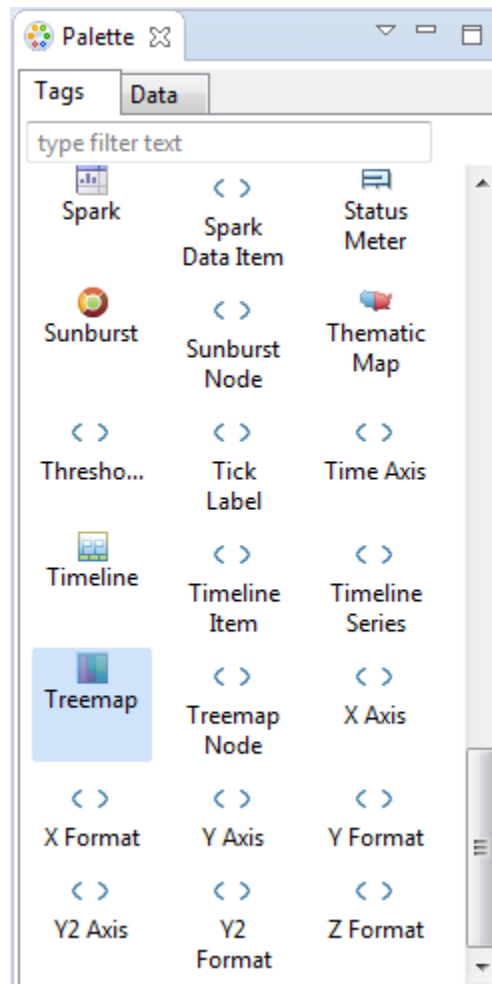 Palette
Tags Data
type filter text
Spark Spark Status
Data Item Meter
Sunburst Sunburst Thematic
Node Map
Thresho... Tick Time Axis
Label
Timeline Timeline Timeline
Item Series
Treemap Treemap X Axis
Node
X Format Y Axis Y Format
Y2 Axis Y2 Z Format
Format